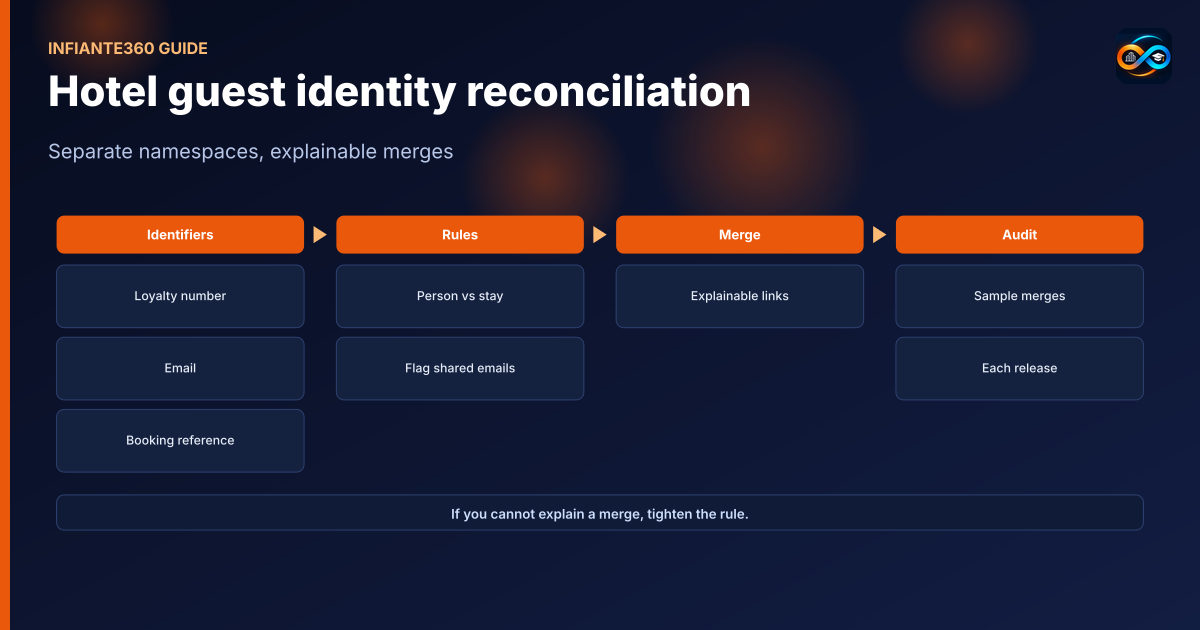 INFIANTE360 GUIDE
Hotel guest identity reconciliation
Separate namespaces, explainable merges
Identifiers
Loyalty number
Email
Booking reference
Rules
Person vs stay
Flag shared emails
Merge
Explainable links
Audit
Sample merges
Each release
If you cannot explain a merge, tighten the rule.